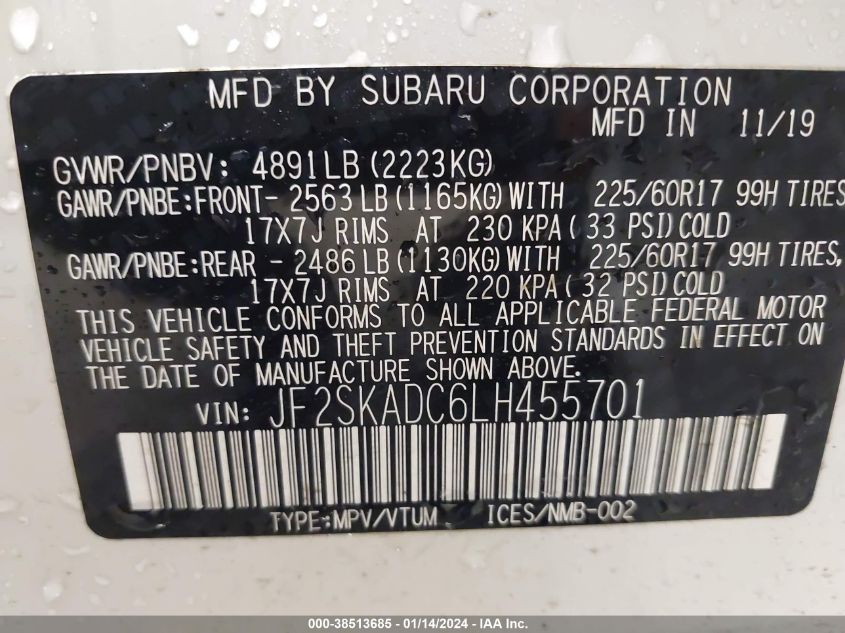 MFD BY SUBARU CORPORATION
MFD IN 11/19
GVWR/PNBV: 4891LB (2223KG)
GAWR/PNBE:FRONT- 2563 LB (1165KG) WITH 225/60R17 99H TIRES
17X7J RIMS AT 230 KPA ( 33 PSI) COLD
GAWR/PNBE:REAR - 2486 LB (1130KG) WITH 225/60R17 99H TIRES,
17X7J RIMS AT 220 KPA ( 32 PSI) COLD
THIS VEHICLE CONFORMS TO ALL APPLICABLE FEDERAL MOTOR
VEHICLE SAFETY AND THEFT PREVENTION STANDARDS IN EFFECT ON
THE DATE OF MANUFACTURE SHOWN ABOVE.
VIN: JF2SKADC6LH455701
TYPE:MPV/VTUM ICES/NMB-002
000-38513685 - 01/14/2024 - IAA Inc.